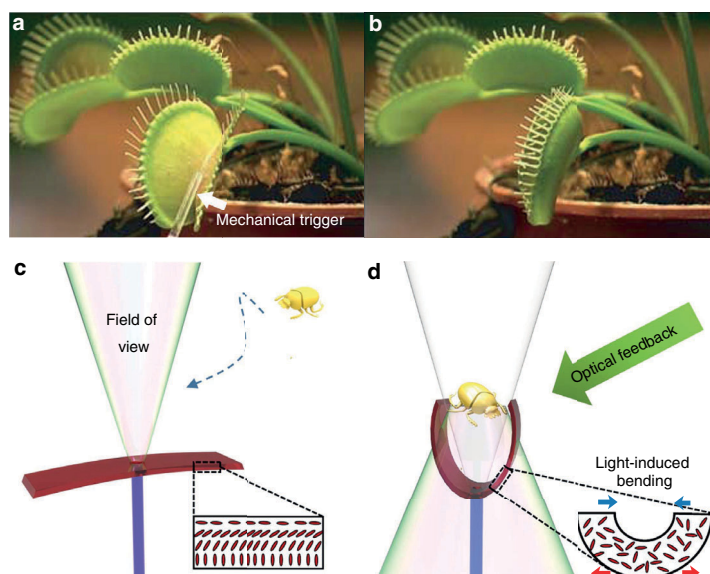 a
b
Mechanical trigger
c
d
Field of
view
Optical feedback
Light-induced
bending